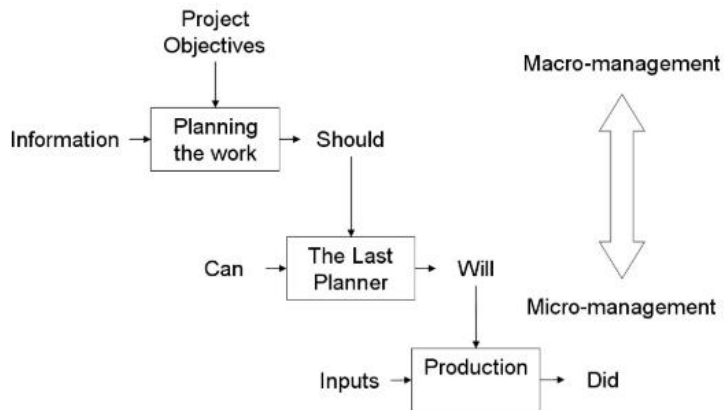 Project
Objectives
Macro-management
Information
Planning
the work
Should
Can
The Last
Planner
Will
Micro-management
Inputs
Production
Did